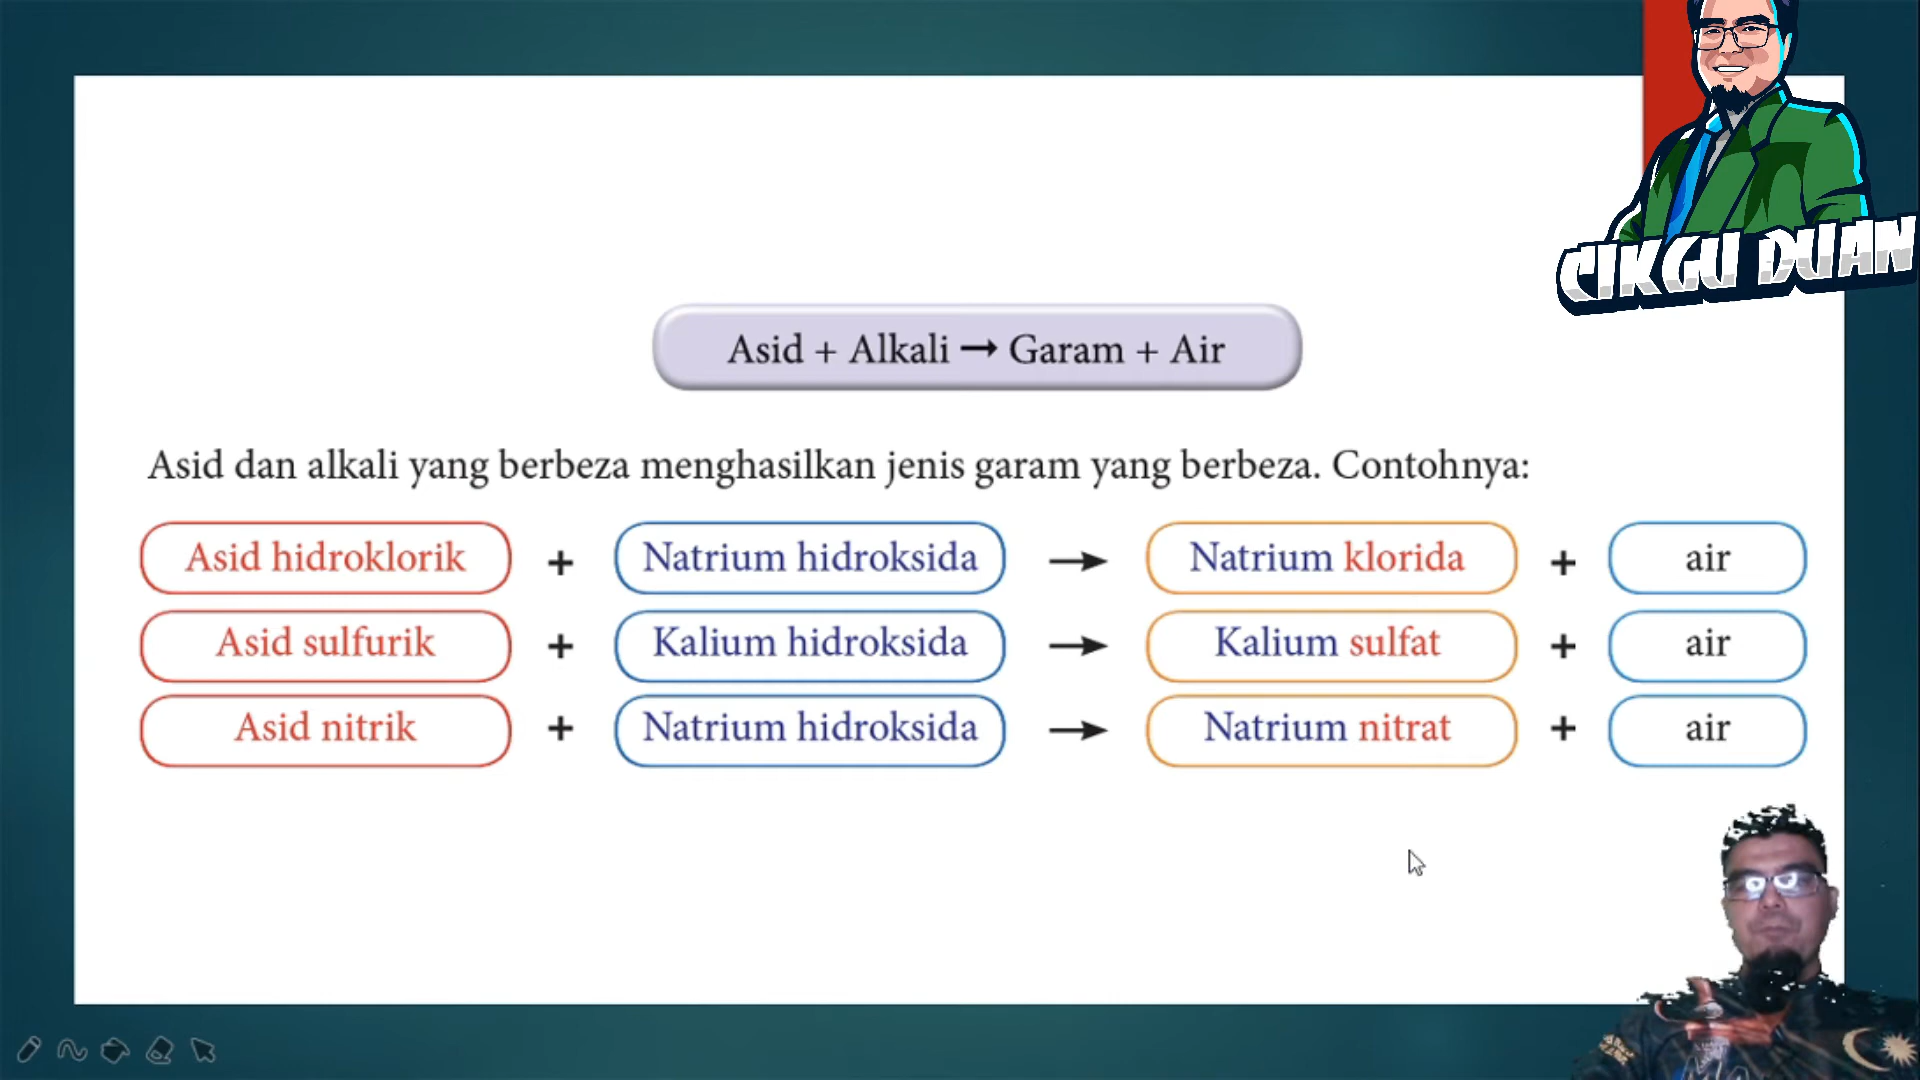 CIKGU DUAN
Asid + Alkali → Garam + Air
Asid dan alkali yang berbeza menghasilkan jenis garam yang berbeza. Contohnya:
Asid hidroklorik + Natrium hidroksida → Natrium klorida + air
Asid sulfurik + Kalium hidroksida → Kalium sulfat + air
Asid nitrik + Natrium hidroksida → Natrium nitrat + air